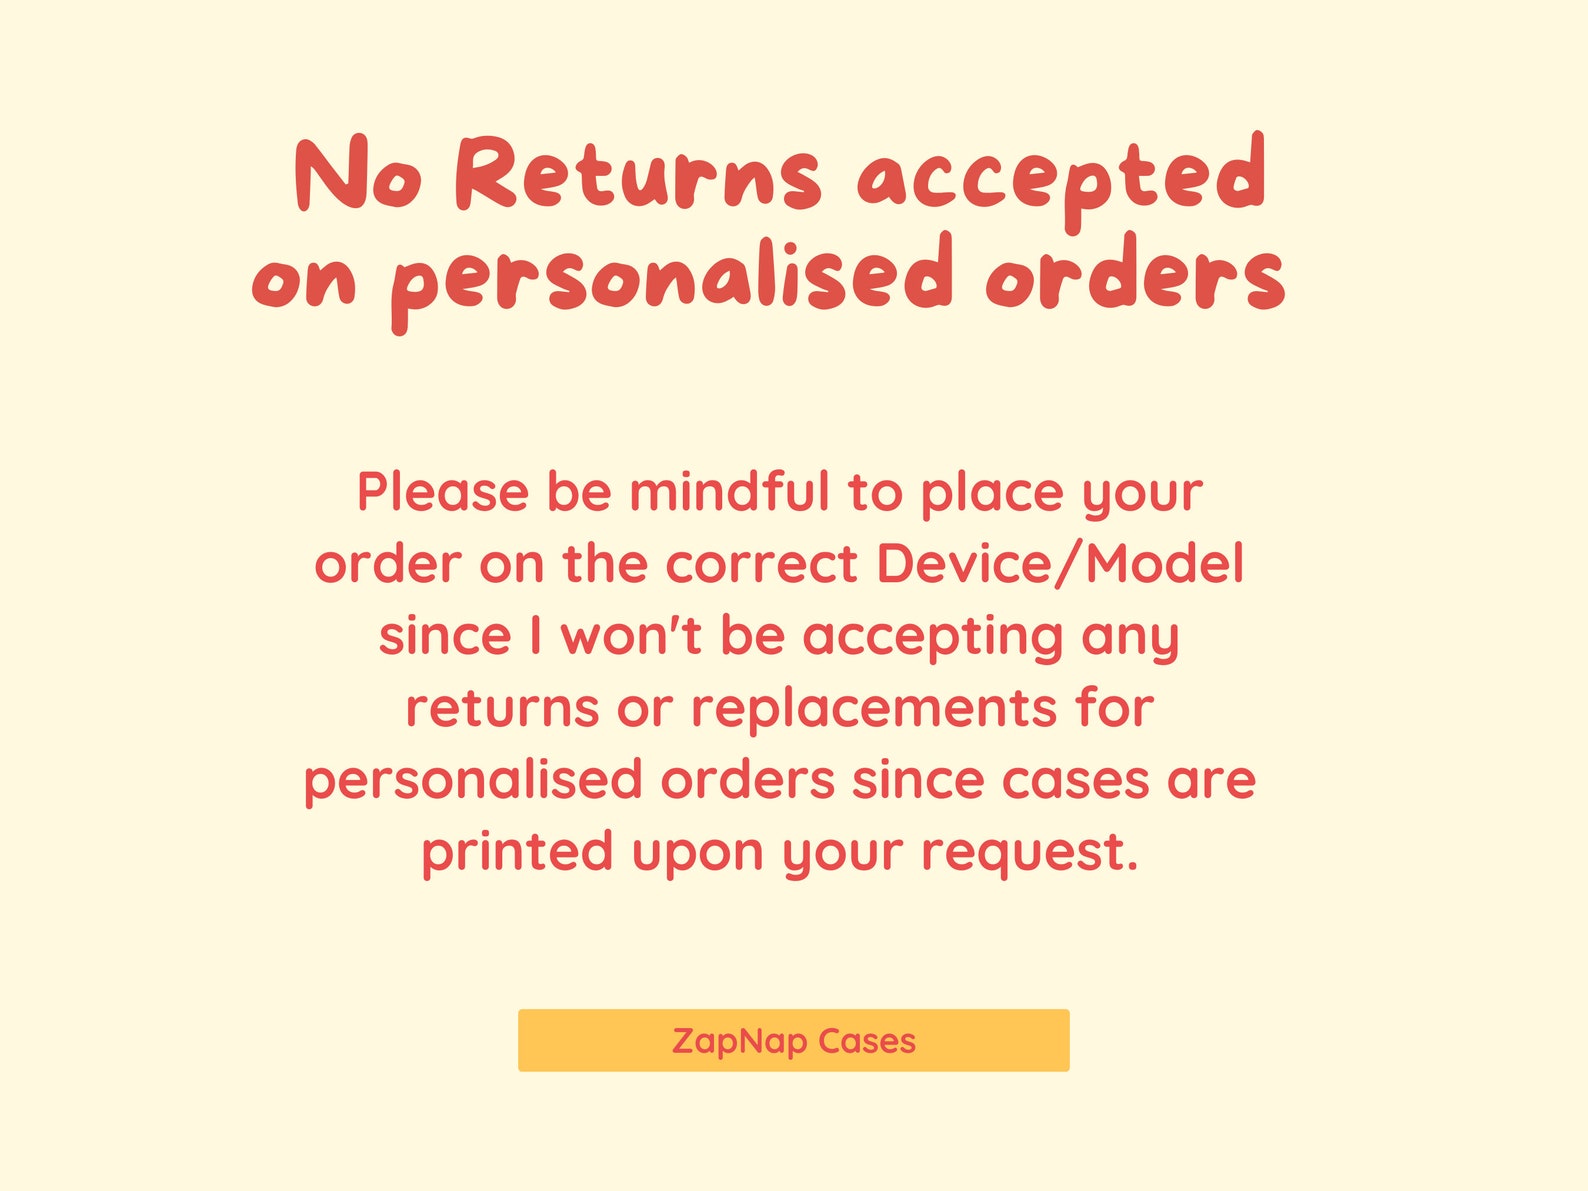 No Returns accepted
on personalised orders
Please be mindful to place your
order on the correct Device/Model
since I won't be accepting any
returns or replacements for
personalised orders since cases are
printed upon your request.
ZapNap Cases